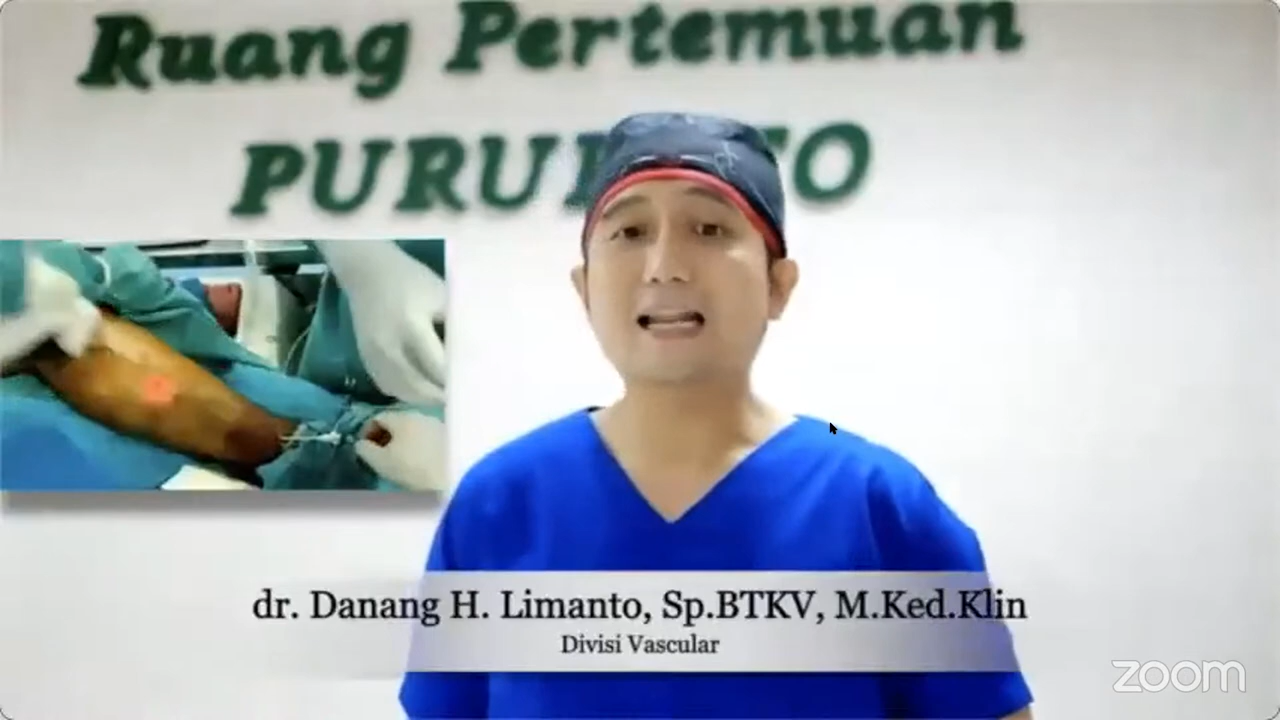 Ruang Pertemuan
dr. Danang H. Limanto, Sp.BTKV, M.Ked.Klin
Divisi Vascular
zoom